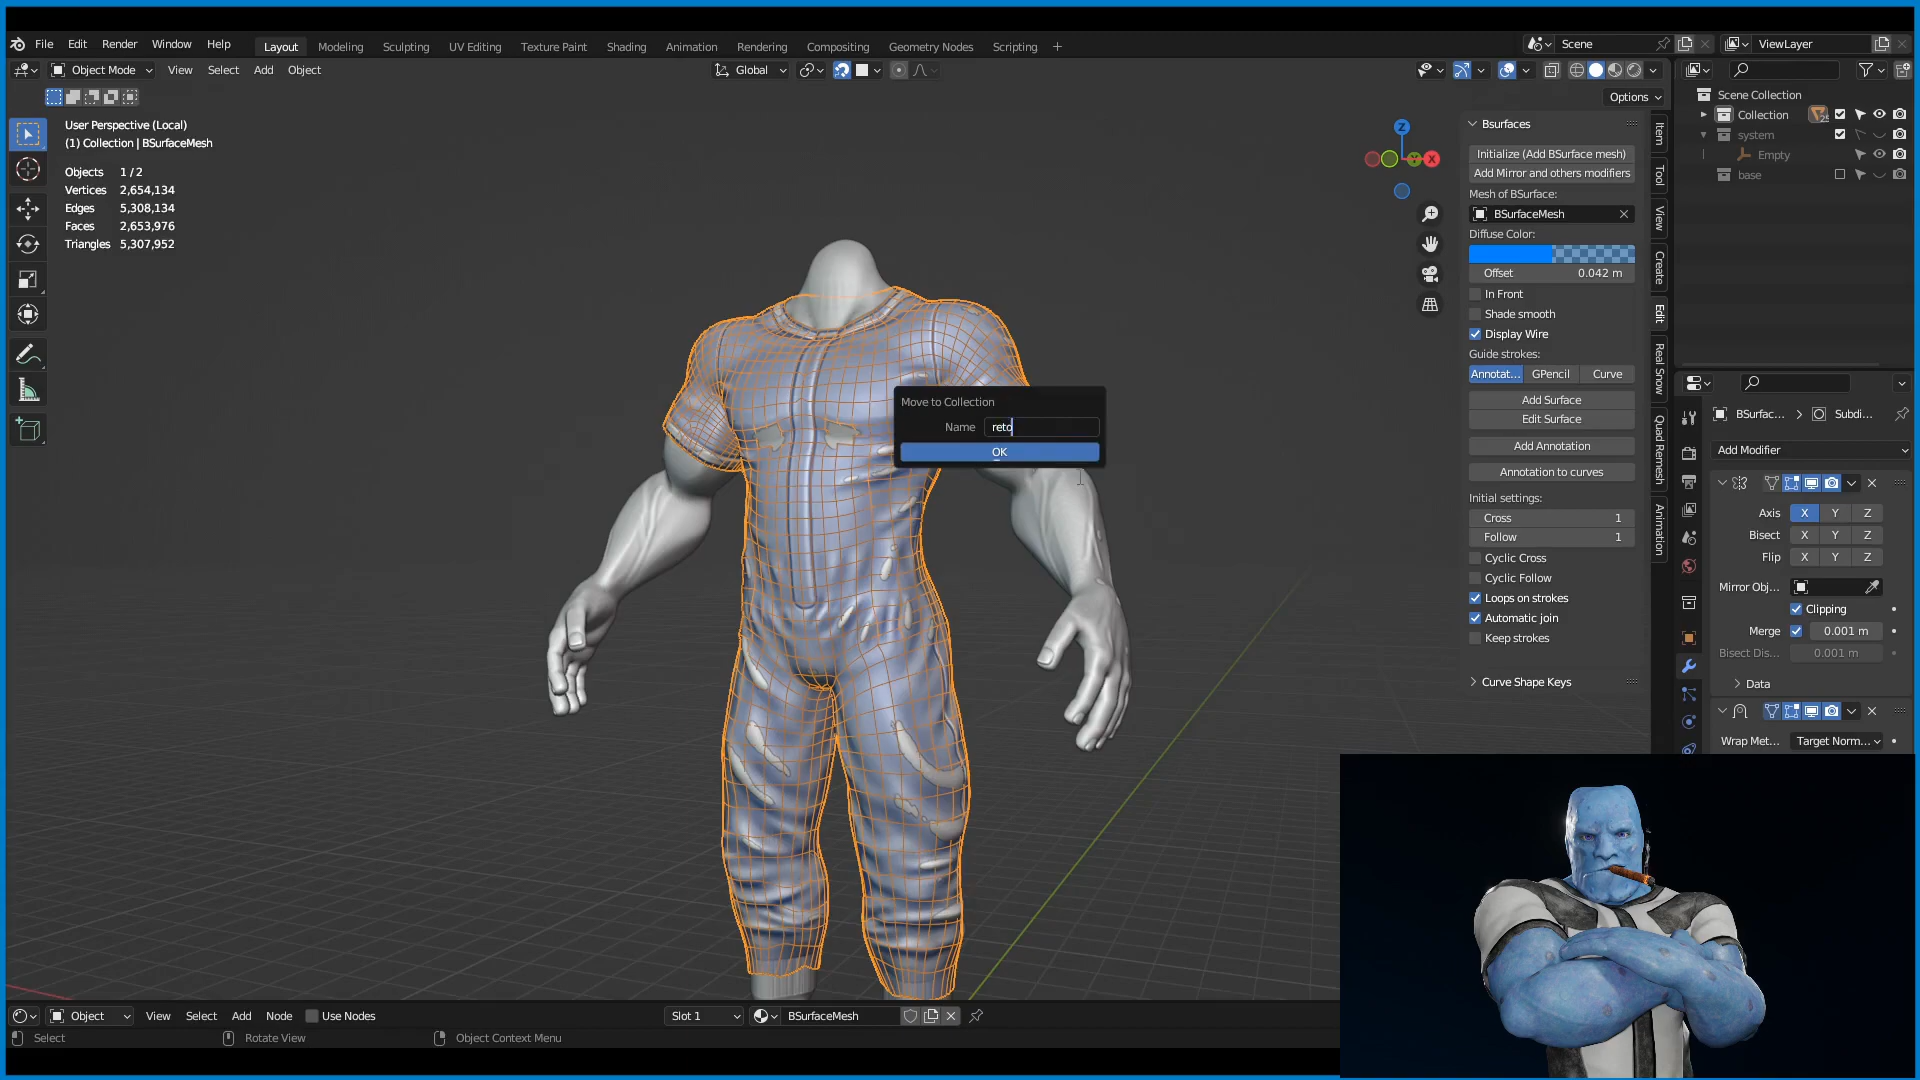 File Edit Render Window Help Layout Modeling Sculpting UV Editing Texture Paint Shading Animation Rendering Compositing Geometry Nodes Scripting + Scene ViewLayer
Object Mode View Select Add Object Global
Options
User Perspective (Local)
(1) Collection | BSurfaceMesh
Objects 1 / 2
Vertices 2,654,134
Edges 5,308,134
Faces 2,653,976
Triangles 5,307,952
Z
X
Y
Move to Collection
Name reto
OK
Bsurfaces
Initialize (Add BSurface mesh)
Add Mirror and others modifiers
Mesh of BSurface:
BSurfaceMesh
Diffuse Color:
Offset 0.042 m
In Front
Shade smooth
Display Wire
Guide strokes:
Annotat... GPencil Curve
Add Surface
Edit Surface
Add Annotation
Annotation to curves
Initial settings:
Cross 1
Follow 1
Cyclic Cross
Cyclic Follow
Loops on strokes
Automatic join
Keep strokes
Curve Shape Keys
Item
Tool
View
Create
Edit
Real Snow
Quad Remesh
Animation
Scene Collection
Collection 25
system
Empty
base
BSurfac... Subdi...
Add Modifier
Axis X Y Z
Bisect X Y Z
Flip X Y Z
Mirror Obj...
Clipping
Merge 0.001 m
Bisect Dis... 0.001 m
Data
Wrap Met... Target Norm...
Object View Select Add Node Use Nodes Slot 1 BSurfaceMesh
Select Rotate View Object Context Menu